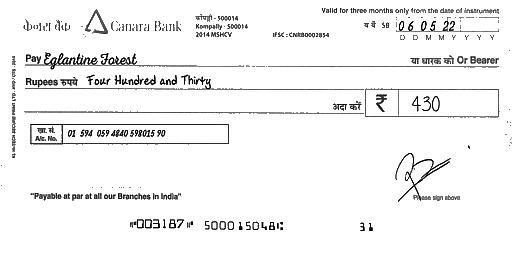 Valid for three months only from the date of instrument
केनरा बैंक Canara Bank
कोंपल्ली - 500014
Kompally - 500014
2014 MSHCV
IFSC : CNRB0002854
SB 06 05 22
D D M M Y Y Y Y
Pay Eglantine Forest या धारक को Or Bearer
Rupees रुपये Four Hundred and Thirty
अदा करें ₹ 430
खा. सं.
A/c. No. 01 594 059 4840 598015 90
"Payable at par at all our Branches in India"
Please sign above
⑈003187⑈ 500015048⑆ 31